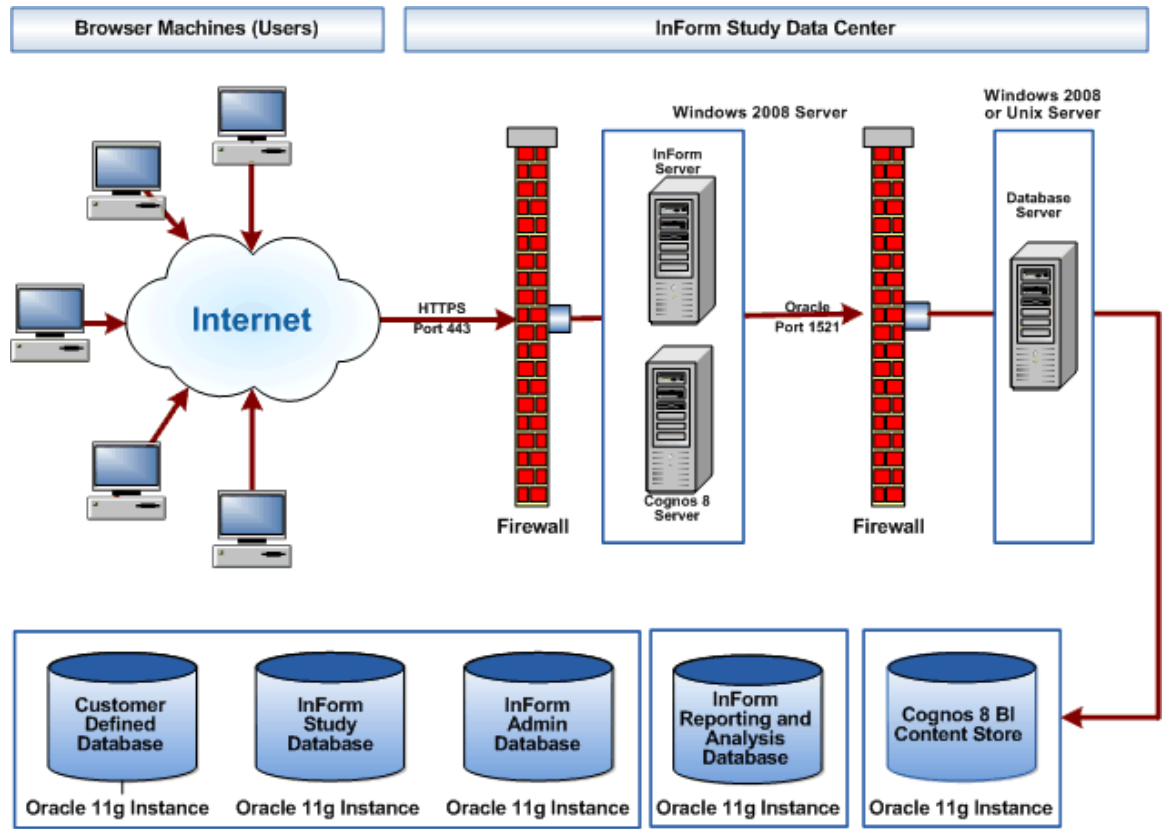 Browser Machines (Users)
InForm Study Data Center
Windows 2008 Server
Windows 2008
or Unix Server
InForm
Server
Database
Server
Internet
HTTPS
Port 443
Oracle
Port 1521
Cognos 8
Server
Firewall
Firewall
Customer
Defined
Database
InForm
Study
Database
InForm
Admin
Database
InForm
Reporting and
Analysis
Database
Cognos 8 BI
Content Store
Oracle 11g Instance
Oracle 11g Instance
Oracle 11g Instance
Oracle 11g Instance
Oracle 11g Instance